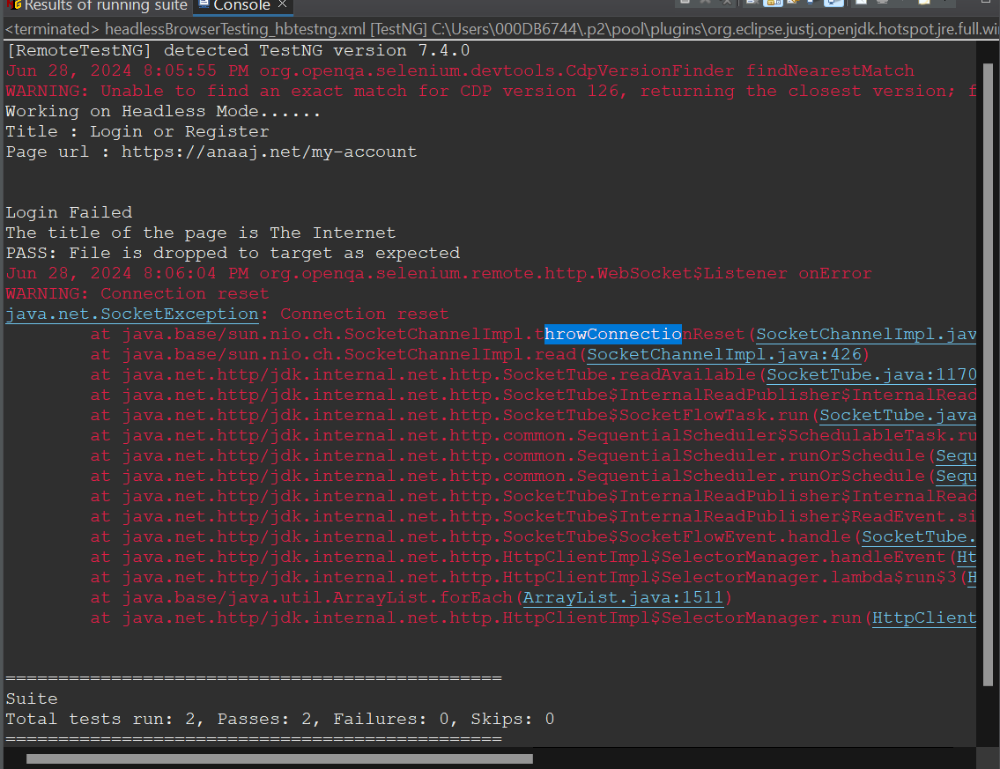 Results of running suite Console
<terminated> headlessBrowserTesting_hbtestng.xml [TestNG] C:\Users\000DB6744\.p2\pool\plugins\org.eclipse.justj.openjdk.hotspot.jre.full.wi
[RemoteTestNG] detected TestNG version 7.4.0
Jun 28, 2024 8:05:55 PM org.openqa.selenium.devtools.CdpVersionFinder findNearestMatch
WARNING: Unable to find an exact match for CDP version 126, returning the closest version; f
Working on Headless Mode......
Title : Login or Register
Page url : https://anaaj.net/my-account
Login Failed
The title of the page is The Internet
PASS: File is dropped to target as expected
Jun 28, 2024 8:06:04 PM org.openqa.selenium.remote.http.WebSocket$Listener onError
WARNING: Connection reset
java.net.SocketException: Connection reset
at java.base/sun.nio.ch.SocketChannelImpl.throwConnectionReset(SocketChannelImpl.jav
at java.base/sun.nio.ch.SocketChannelImpl.read(SocketChannelImpl.java:426)
at java.net.http/jdk.internal.net.http.SocketTube.readAvailable(SocketTube.java:1170
at java.net.http/jdk.internal.net.http.SocketTube$InternalReadPublisher$InternalRead
at java.net.http/jdk.internal.net.http.SocketTube$SocketFlowTask.run(SocketTube.java
at java.net.http/jdk.internal.net.http.common.SequentialScheduler$SchedulableTask.ru
at java.net.http/jdk.internal.net.http.common.SequentialScheduler.runOrSchedule(Sequ
at java.net.http/jdk.internal.net.http.common.SequentialScheduler.runOrSchedule(Sequ
at java.net.http/jdk.internal.net.http.SocketTube$InternalReadPublisher$InternalRead
at java.net.http/jdk.internal.net.http.SocketTube$InternalReadPublisher$ReadEvent.si
at java.net.http/jdk.internal.net.http.SocketTube$SocketFlowEvent.handle(SocketTube.
at java.net.http/jdk.internal.net.http.HttpClientImpl$SelectorManager.handleEvent(Ht
at java.net.http/jdk.internal.net.http.HttpClientImpl$SelectorManager.lambda$run$3(H
at java.base/java.util.ArrayList.forEach(ArrayList.java:1511)
at java.net.http/jdk.internal.net.http.HttpClientImpl$SelectorManager.run(HttpClient
===============================================
Suite
Total tests run: 2, Passes: 2, Failures: 0, Skips: 0
===============================================